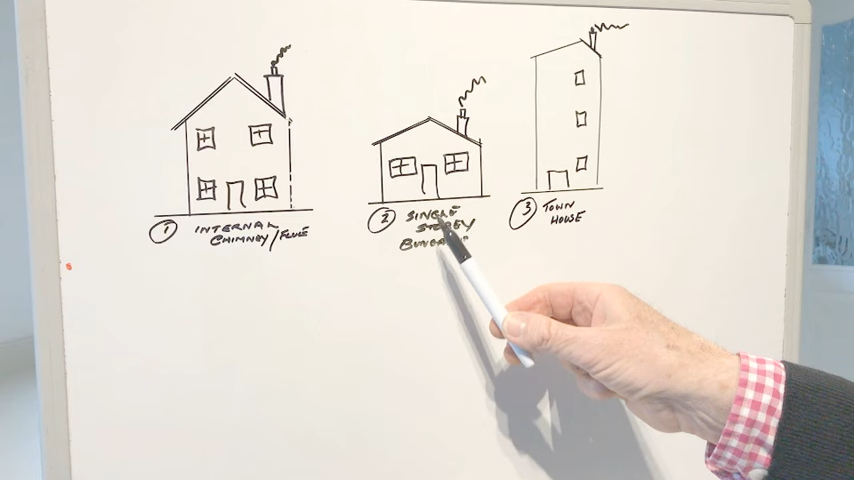 1 INTERNAL
CHIMNEY/FLUE
2 SINGLE
STOREY
3 TOWN
HOUSE